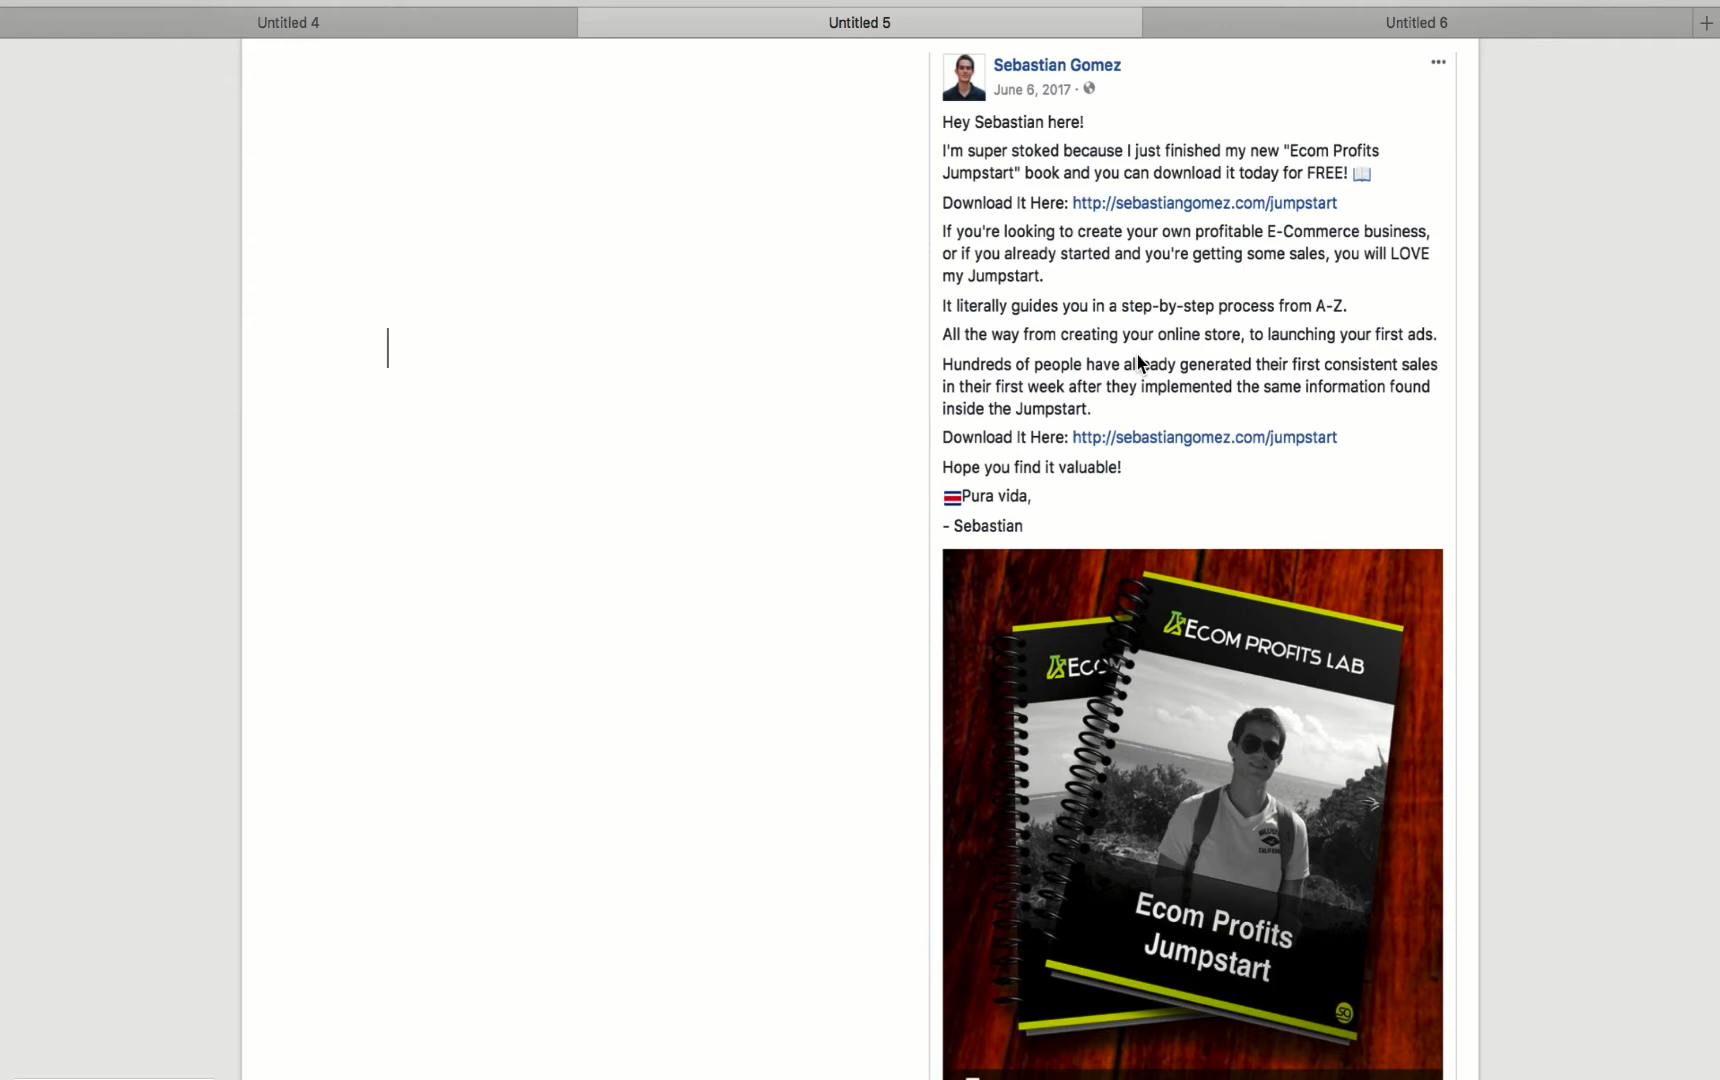 Untitled 4
Untitled 5
Untitled 6
Sebastian Gomez
June 6, 2017
Hey Sebastian here!
I'm super stoked because I just finished my new "Ecom Profits
Jumpstart" book and you can download it today for FREE!
Download It Here: http://sebastiangomez.com/jumpstart
If you're looking to create your own profitable E-Commerce business,
or if you already started and you're getting some sales, you will LOVE
my Jumpstart.
It literally guides you in a step-by-step process from A-Z.
All the way from creating your online store, to launching your first ads.
Hundreds of people have already generated their first consistent sales
in their first week after they implemented the same information found
inside the Jumpstart.
Download It Here: http://sebastiangomez.com/jumpstart
Hope you find it valuable!
Pura vida,
- Sebastian
ECOM PROFITS LAB
ECOM
CALIFORNIA
Ecom Profits
Jumpstart
SG